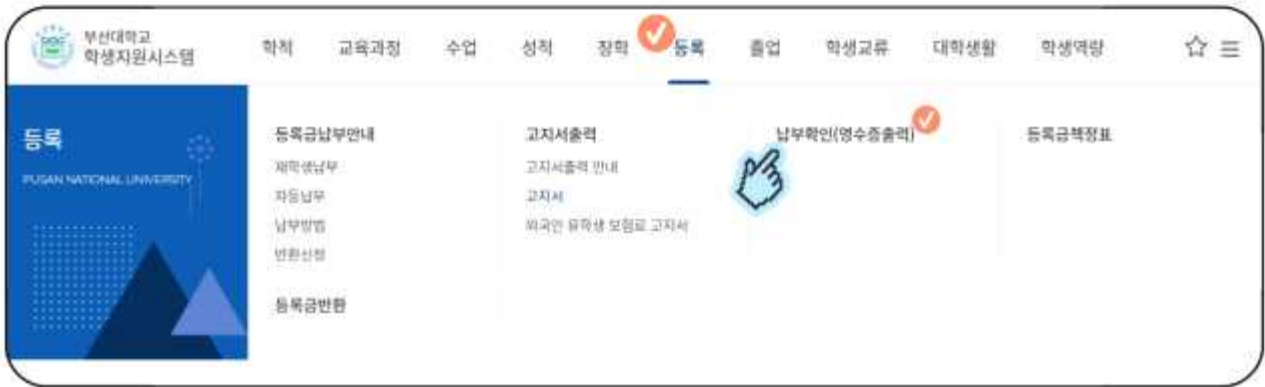 부산대학교
학생지원시스템
학적 교육과정 수업 성적 장학 등록 졸업 학생교류 대학생활 학생역량
등록
PUSAN NATIONAL UNIVERSITY
등록금납부안내
재학생납부
차등납부
납부방법
반환신청
등록금반환
고지서출력
고지서출력 안내
고지서
외국인 유학생 보험료 고지서
납부확인(영수증출력)
등록금책정표